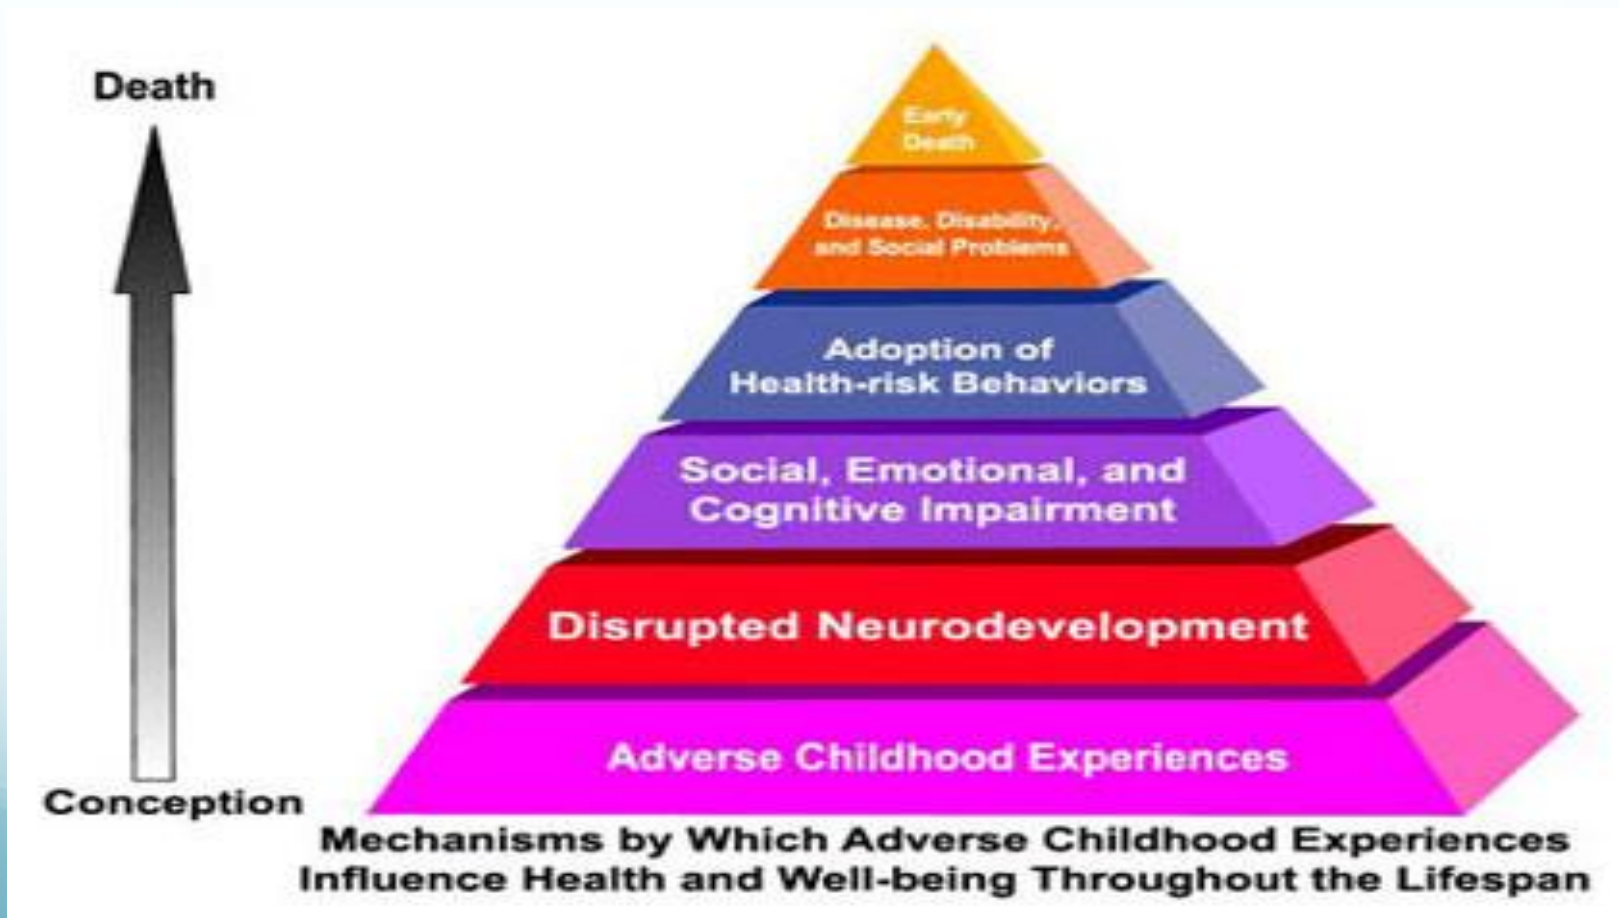 Death
Early
Death
Disease, Disability,
and Social Problems
Adoption of
Health-risk Behaviors
Social, Emotional, and
Cognitive Impairment
Disrupted Neurodevelopment
Adverse Childhood Experiences
Conception
Mechanisms by Which Adverse Childhood Experiences
Influence Health and Well-being Throughout the Lifespan